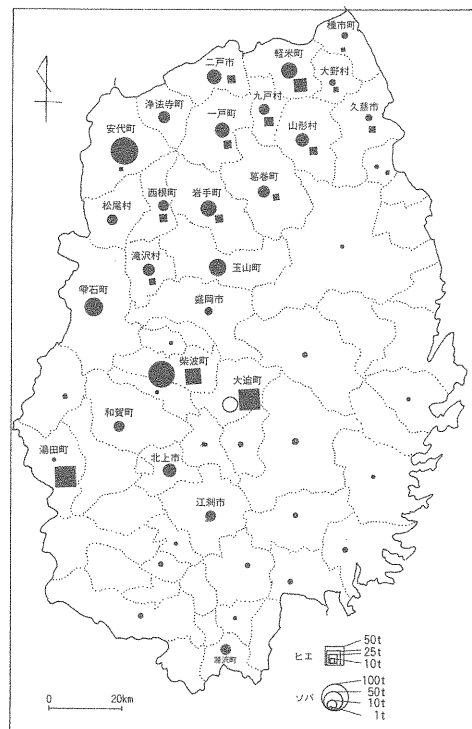 種市町
軽米町
二戸市
大野村
浄法寺町
九戸村
久慈市
一戸町
安代町
山形村
葛巻町
西根町
岩手町
松尾村
滝沢村
玉山町
雫石町
盛岡市
紫波町
大迫町
和賀町
湯田町
北上市
江刺市
藤沢町
ヒエ
50t
25t
10t
ソバ
100t
50t
10t
1t
0 20km